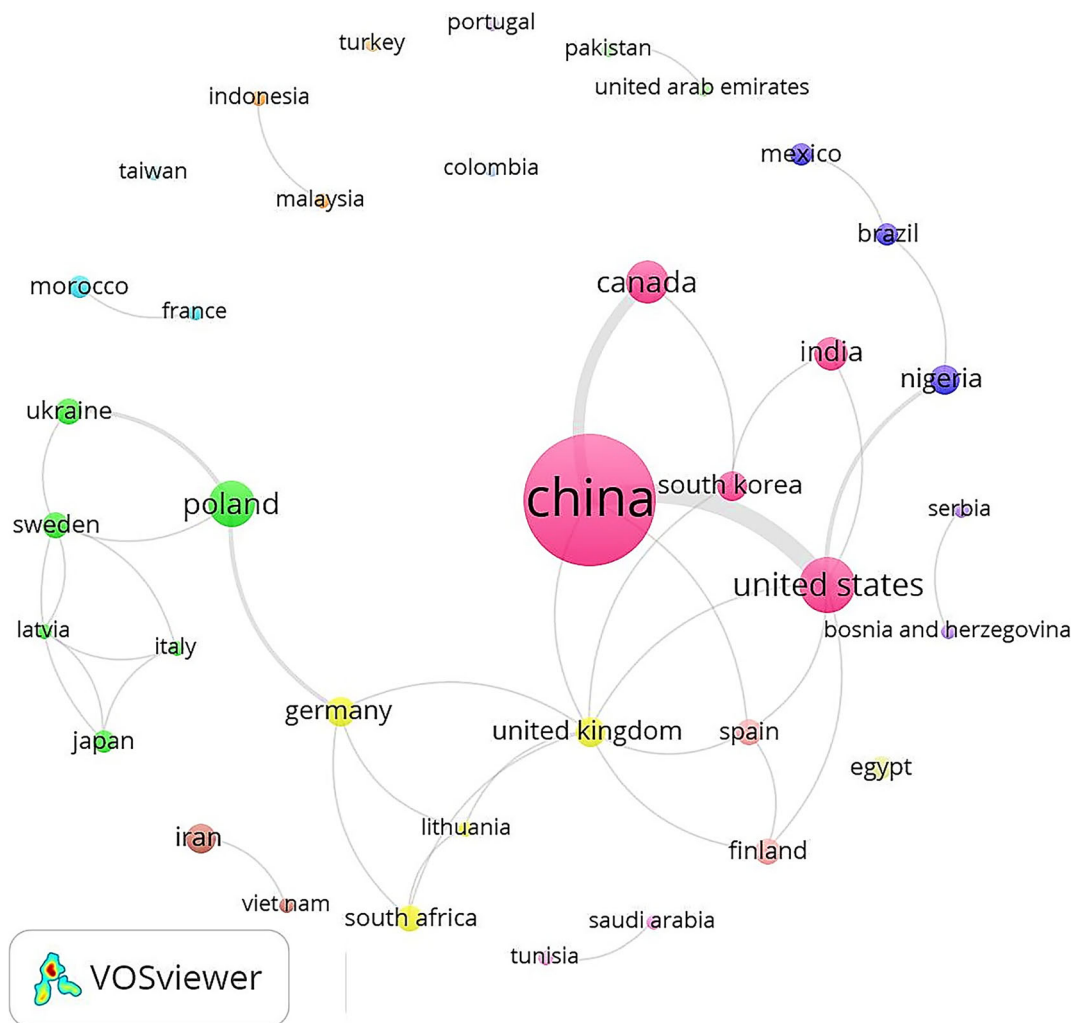 portugal
turkey
pakistan
united arab emirates
indonesia
mexico
taiwan
colombia
malaysia
brazil
canada
morocco
france
india
nigeria
ukraine
china
south korea
poland
serbia
sweden
united states
latvia
bosnia and herzegovina
italy
germany
united kingdom
spain
japan
egypt
lithuania
iran
finland
vietnam
south africa
saudi arabia
tunisia
VOSviewer